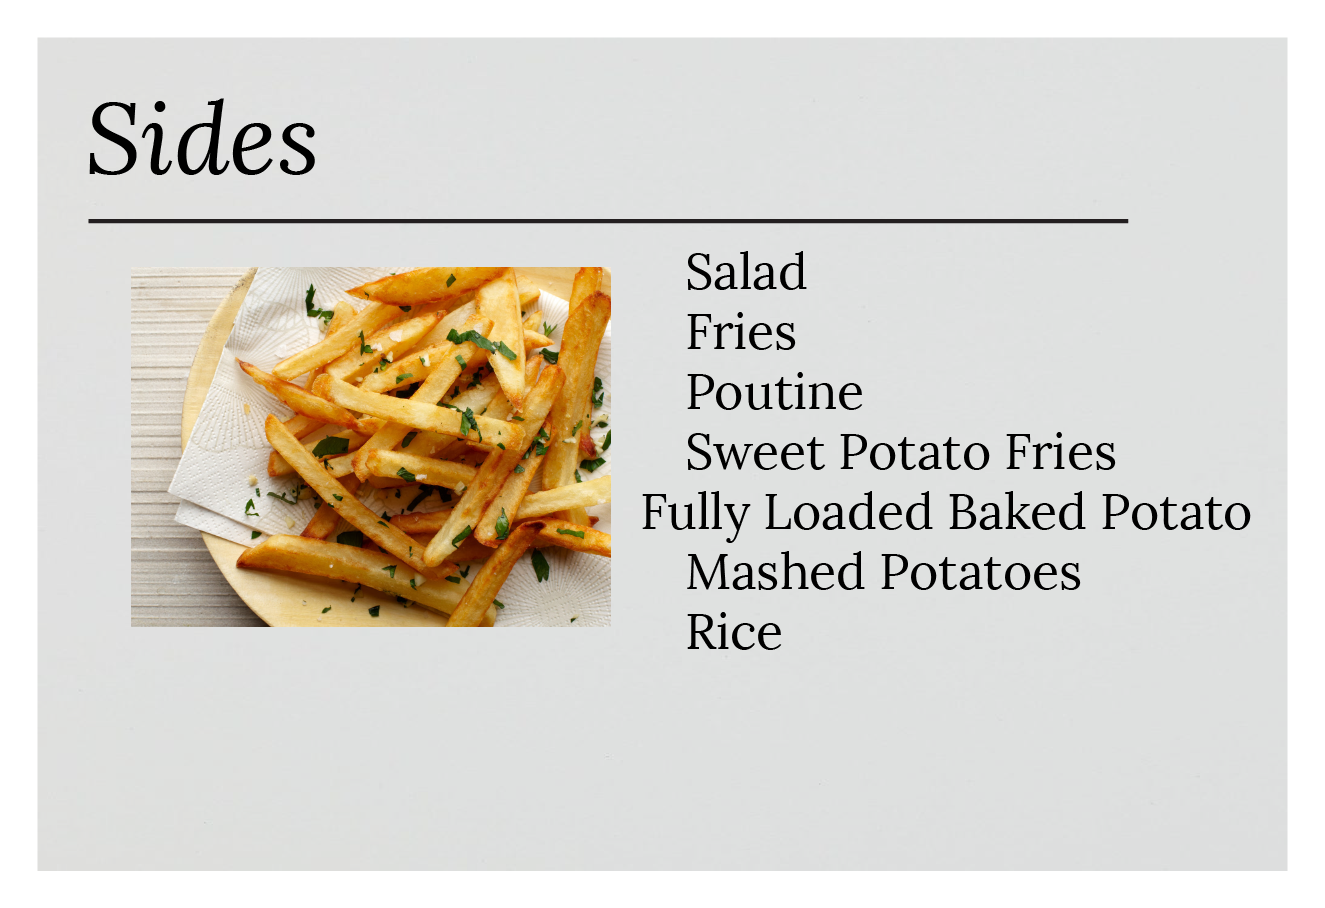 Sides
Salad
Fries
Poutine
Sweet Potato Fries
Fully Loaded Baked Potato
Mashed Potatoes
Rice